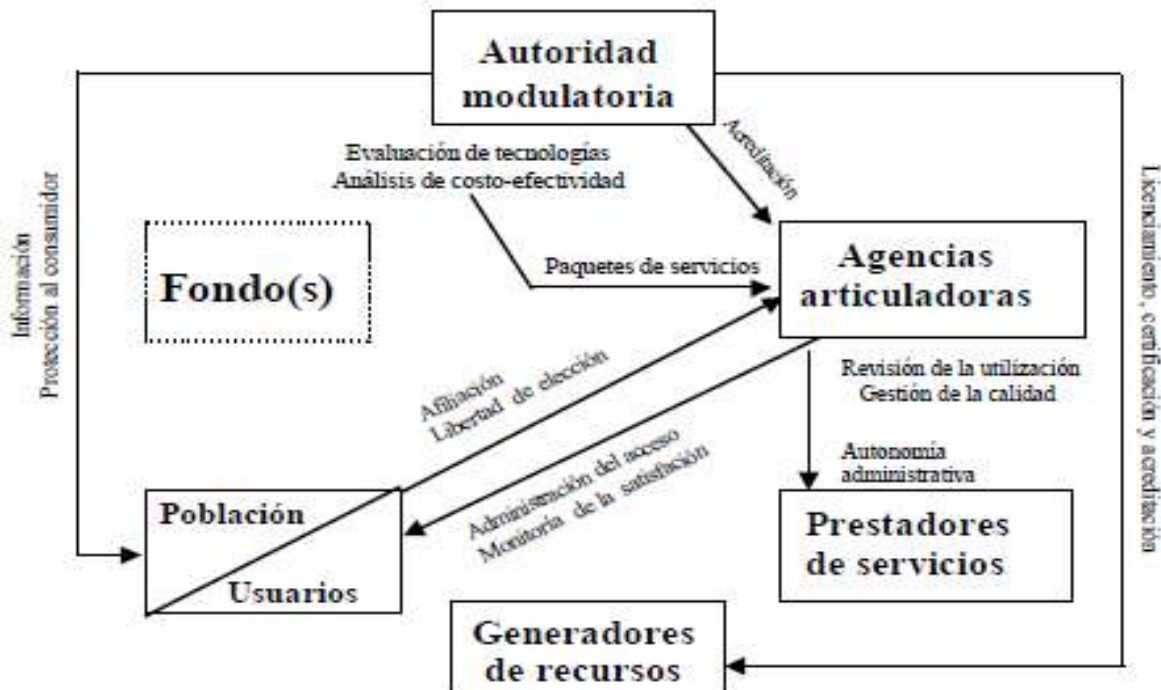 Autoridad
modulatoria
Acreditación
Evaluación de tecnologías
Análisis de costo-efectividad
Información
Protección al consumidor
Licenciamiento, certificación y acreditación
Fondo(s)
Paquetes de servicios
Agencias
articuladoras
Afiliación
Libertad de elección
Revisión de la utilización
Gestión de la calidad
Administración del acceso
Monitoría de la satisfacción
Autonomía
administrativa
Población
Usuarios
Prestadores
de servicios
Generadores
de recursos